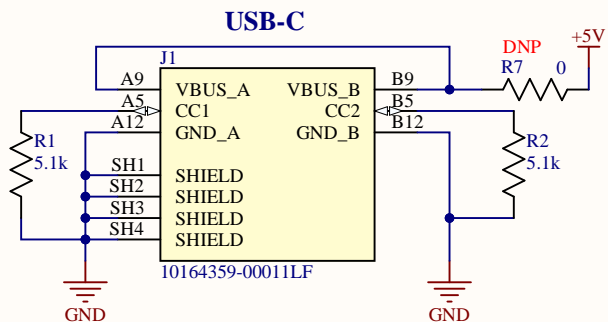 USB-C
J1
DNP
+5V
A9 VBUS_A VBUS_B B9 R7 0
A5 CC1 CC2 B5
A12 GND_A GND_B B12
R1 R2
5.1k 5.1k
SH1 SHIELD
SH2 SHIELD
SH3 SHIELD
SH4 SHIELD
10164359-00011LF
GND GND